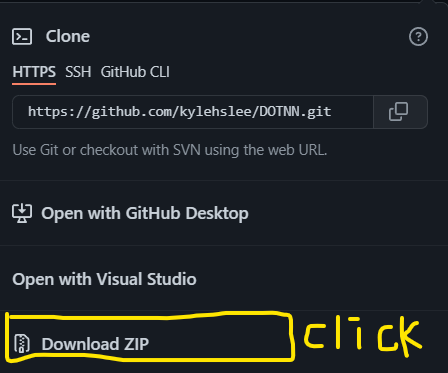 Clone
?
HTTPS SSH GitHub CLI
https://github.com/kylehslee/DOTNN.git
Use Git or checkout with SVN using the web URL.
Open with GitHub Desktop
Open with Visual Studio
Download ZIP click